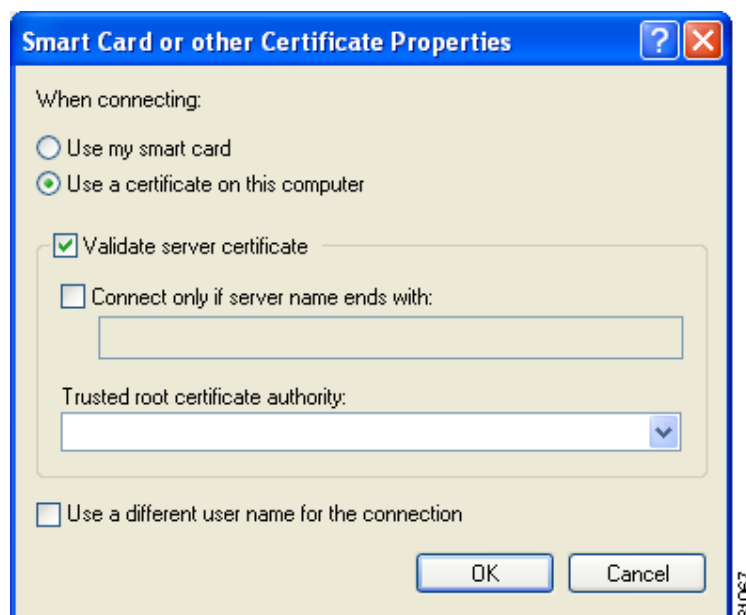 Smart Card or other Certificate Properties
When connecting:
Use my smart card
Use a certificate on this computer
Validate server certificate
Connect only if server name ends with:
Trusted root certificate authority:
Use a different user name for the connection
OK
Cancel